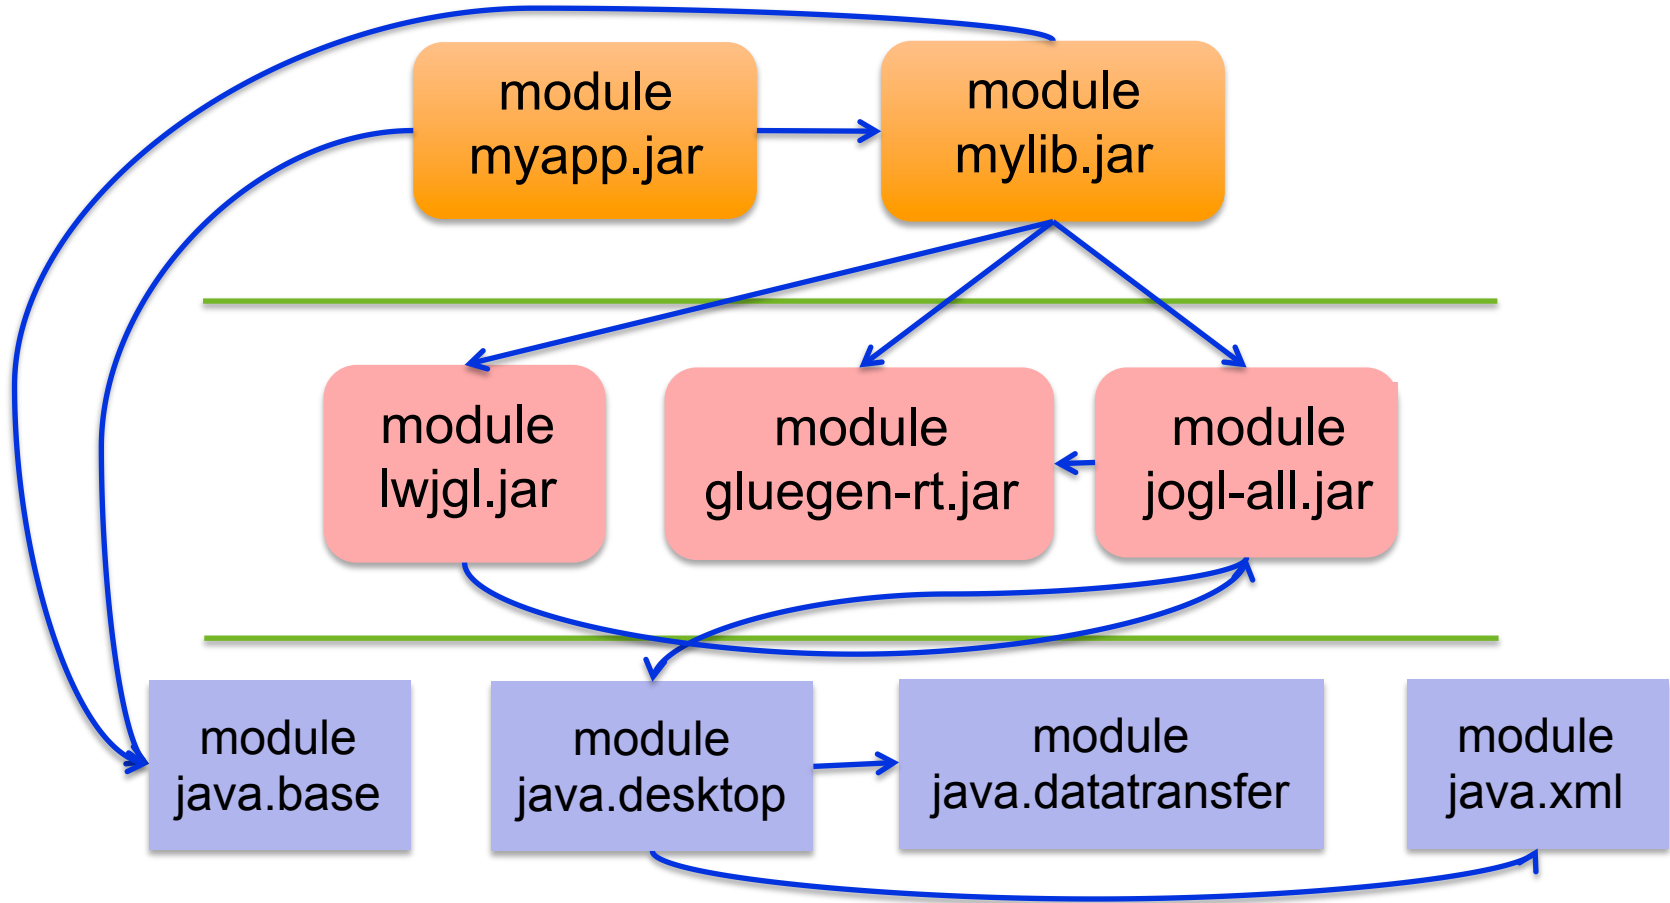 module
myapp.jar
module
mylib.jar
module
lwjgl.jar
module
gluegen-rt.jar
module
jogl-all.jar
module
java.base
module
java.desktop
module
java.datatransfer
module
java.xml